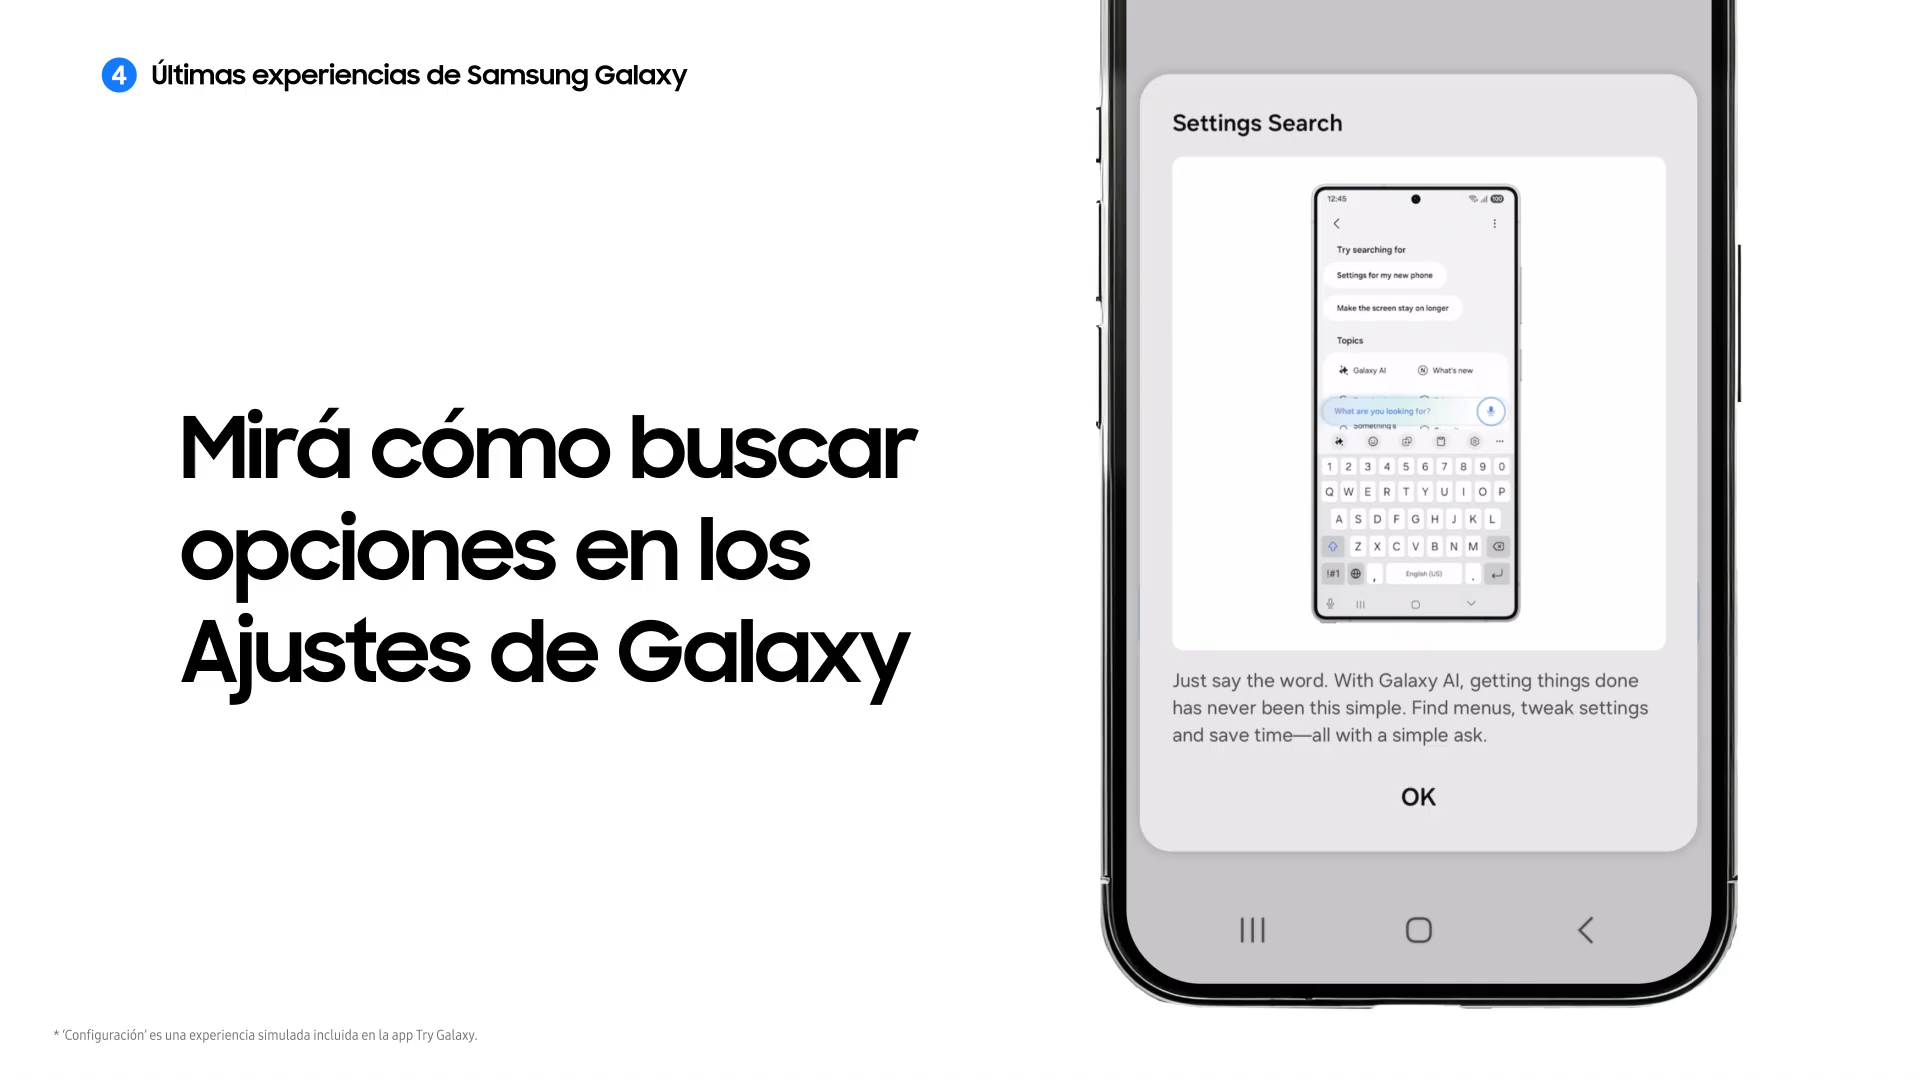 4 Últimas experiencias de Samsung Galaxy
Mirá cómo buscar
opciones en los
Ajustes de Galaxy
* ‘Configuración’ es una experiencia simulada incluida en la app Try Galaxy.
Settings Search
12:45
100
Try searching for
Settings for my new phone
Make the screen stay on longer
Topics
Galaxy AI
N What's new
What are you looking for?
Something's
1 2 3 4 5 6 7 8 9 0
Q W E R T Y U I O P
A S D F G H J K L
Z X C V B N M
!#1 , English (US) .
Just say the word. With Galaxy AI, getting things done
has never been this simple. Find menus, tweak settings
and save time—all with a simple ask.
OK